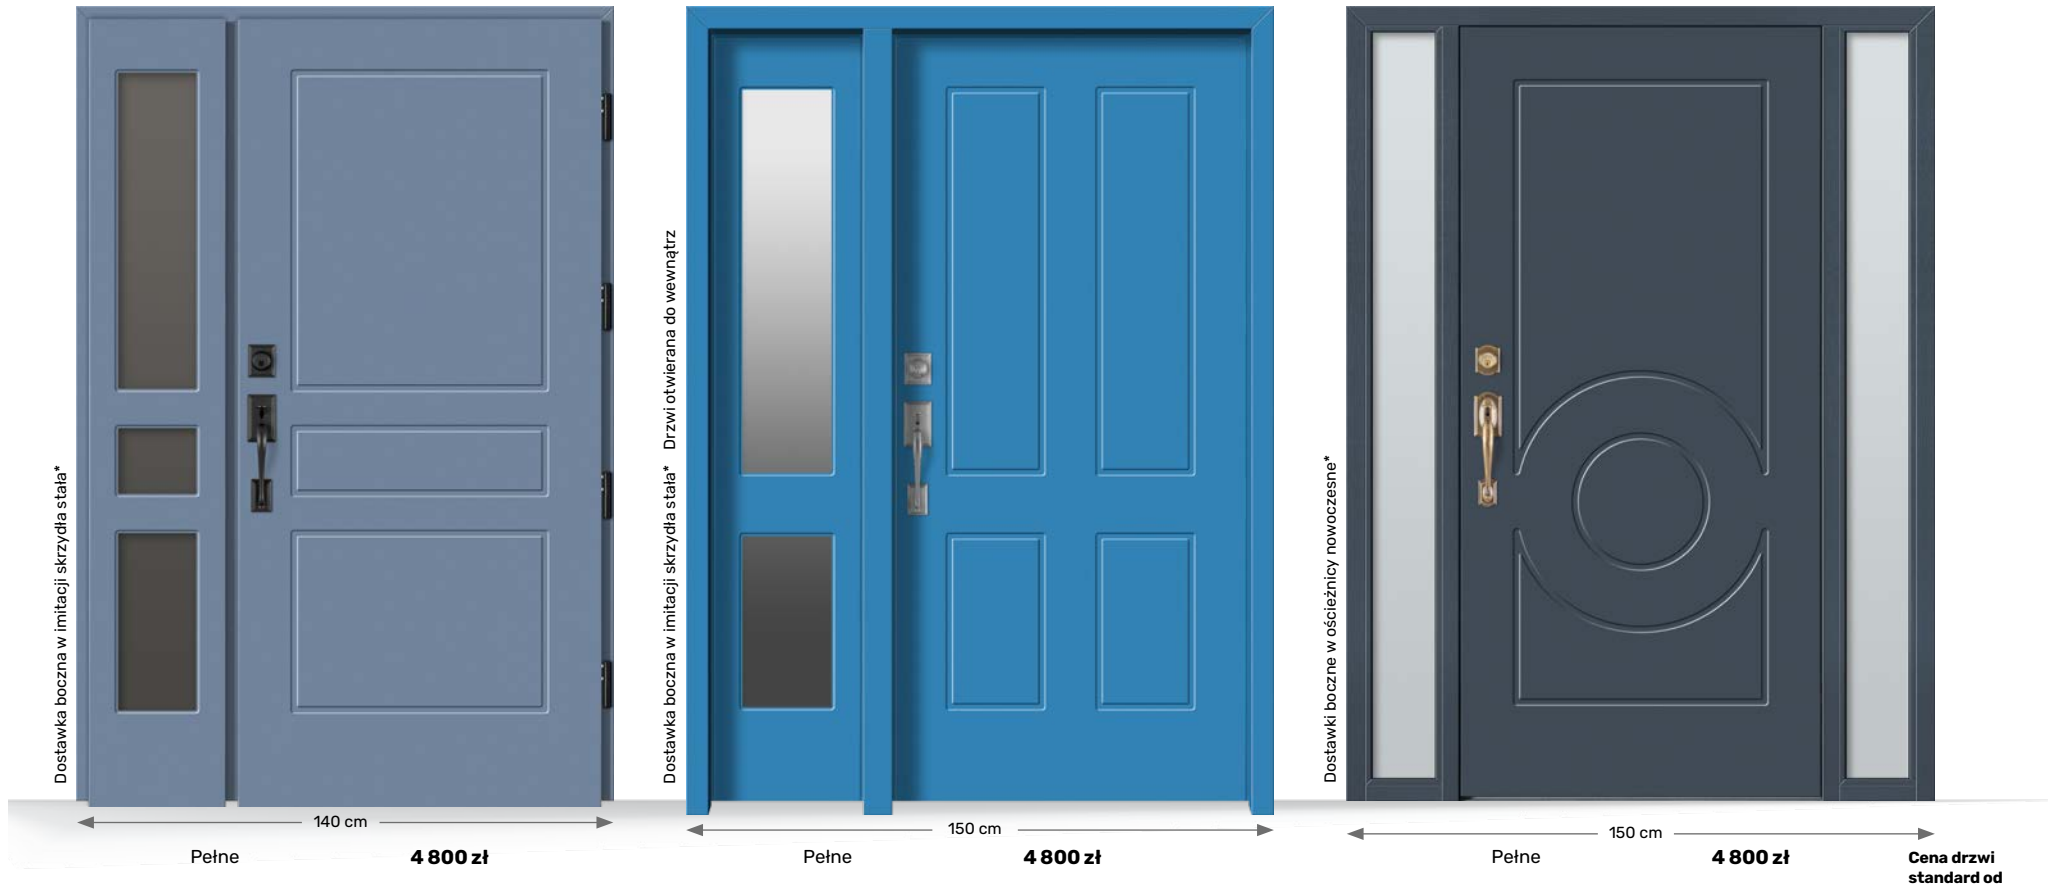 Dostawka boczna w imitacji skrzydła stała*
140 cm
Pełne 4 800 zł
Dostawka boczna w imitacji skrzydła stała* Drzwi otwierana do wewnątrz
150 cm
Pełne 4 800 zł
Dostawki boczne w ościeżnicy nowoczesne*
150 cm
Pełne 4 800 zł
Cena drzwi
standard od